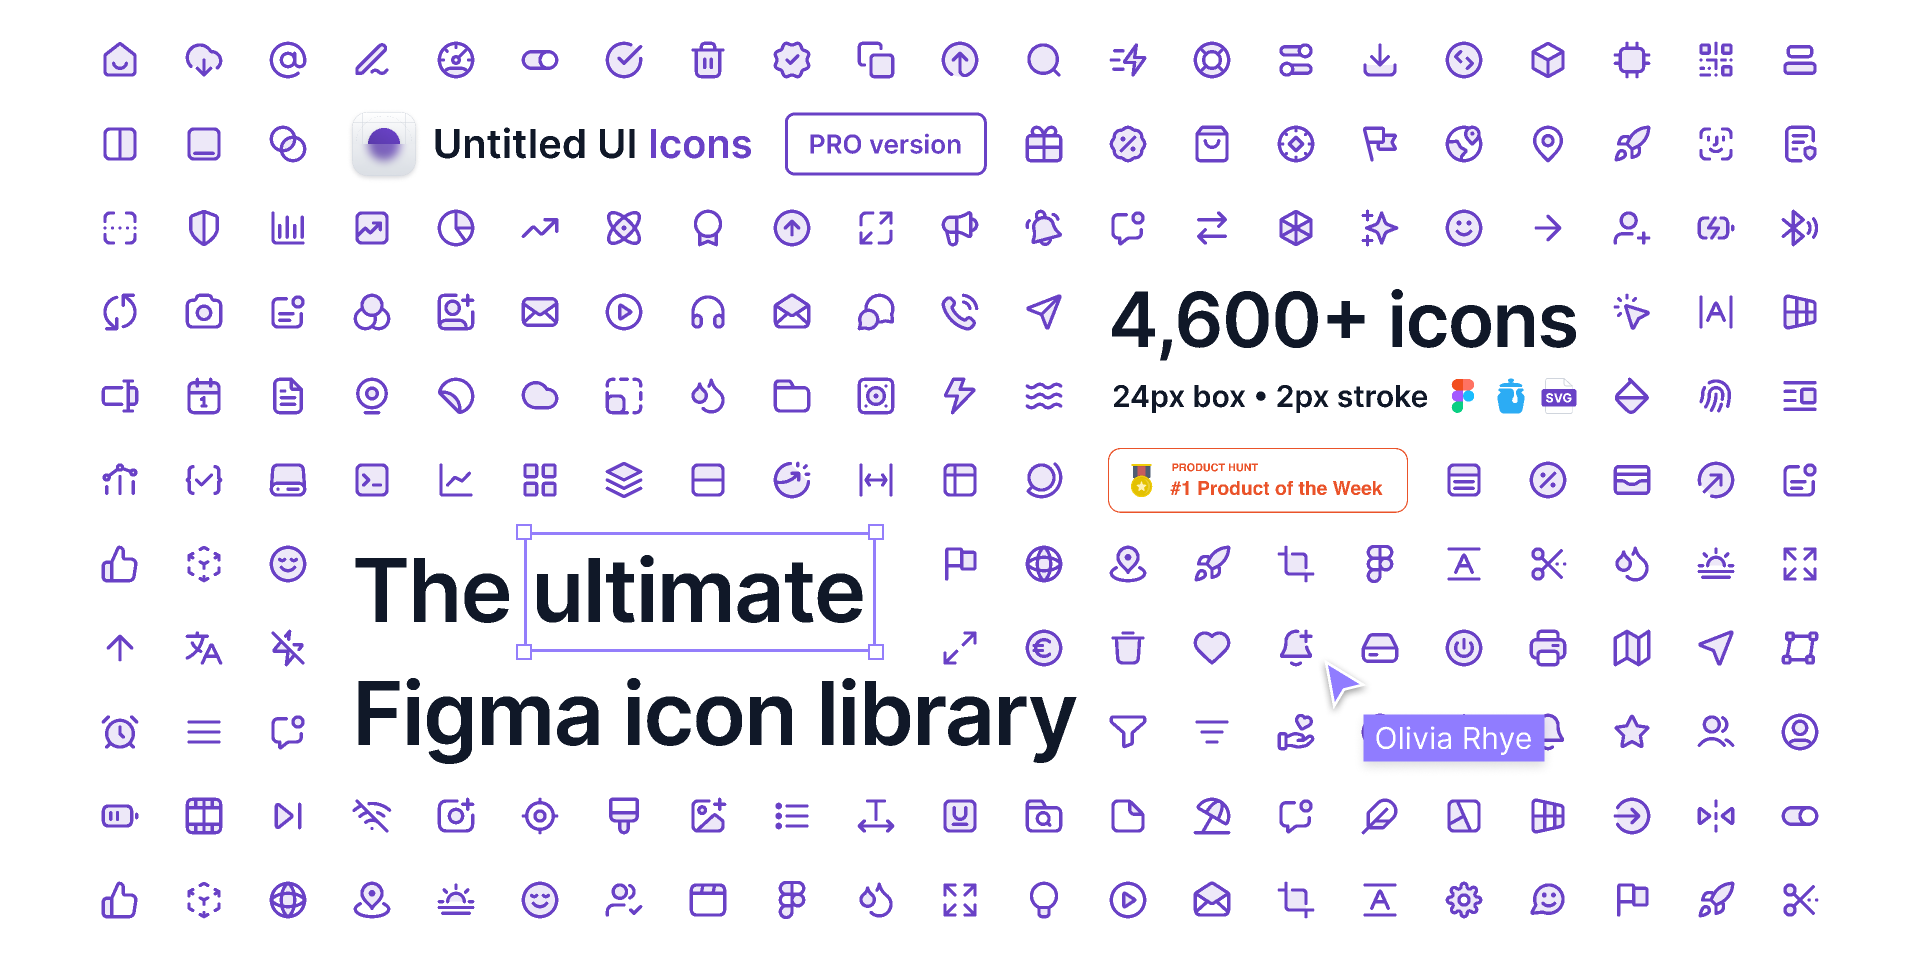 Untitled UI Icons
PRO version
4,600+ icons
24px box • 2px stroke
SVG
PRODUCT HUNT
#1 Product of the Week
The ultimate
Figma icon library
Olivia Rhye